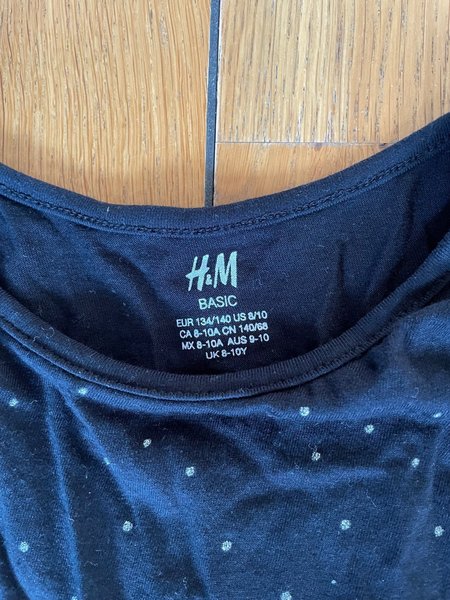 H&M
BASIC
EUR 134/140 US 8/10
CA 8-10A CN 140/68
MX 8-10A AUS 9-10
UK 8-10Y